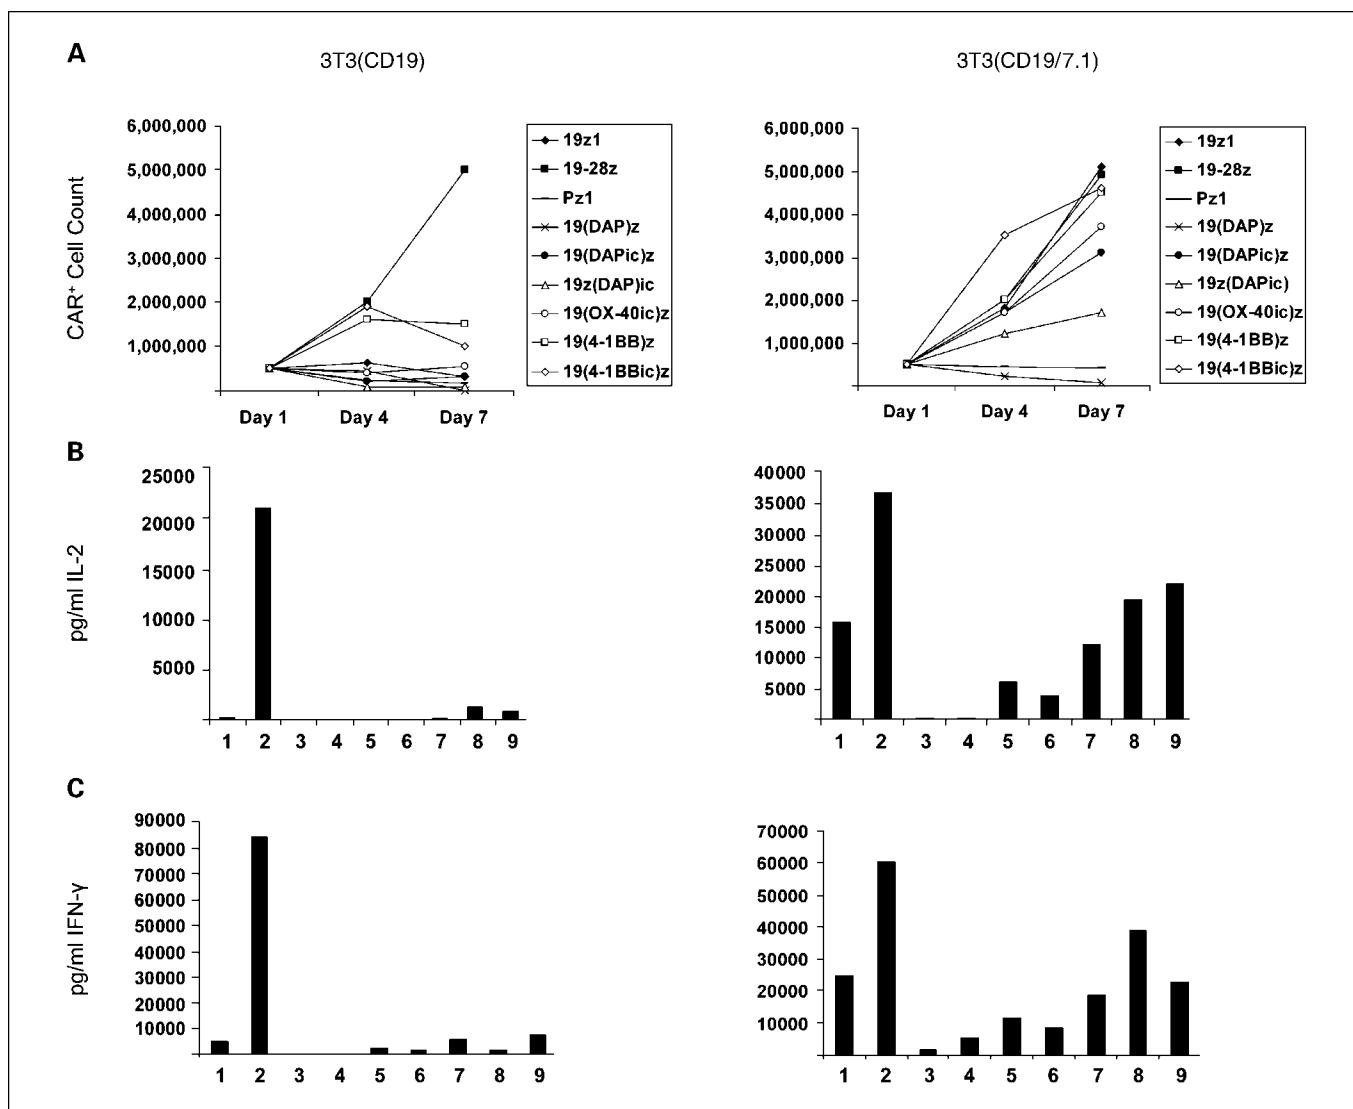 A
3T3(CD19)
3T3(CD19/7.1)
CAR⁺ Cell Count
6,000,000
5,000,000
4,000,000
3,000,000
2,000,000
1,000,000
Day 1 Day 4 Day 7
19z1
19-28z
Pz1
19(DAP)z
19(DAPic)z
19z(DAP)ic
19(OX-40ic)z
19(4-1BB)z
19(4-1BBic)z
6,000,000
5,000,000
4,000,000
3,000,000
2,000,000
1,000,000
Day 1 Day 4 Day 7
19z1
19-28z
Pz1
19(DAP)z
19(DAPic)z
19z(DAPic)
19(OX-40ic)z
19(4-1BB)z
19(4-1BBic)z
B
pg/ml IL-2
25000
20000
15000
10000
5000
1 2 3 4 5 6 7 8 9
40000
35000
30000
25000
20000
15000
10000
5000
1 2 3 4 5 6 7 8 9
C
pg/ml IFN-γ
90000
80000
70000
60000
50000
40000
30000
20000
10000
1 2 3 4 5 6 7 8 9
70000
60000
50000
40000
30000
20000
10000
1 2 3 4 5 6 7 8 9